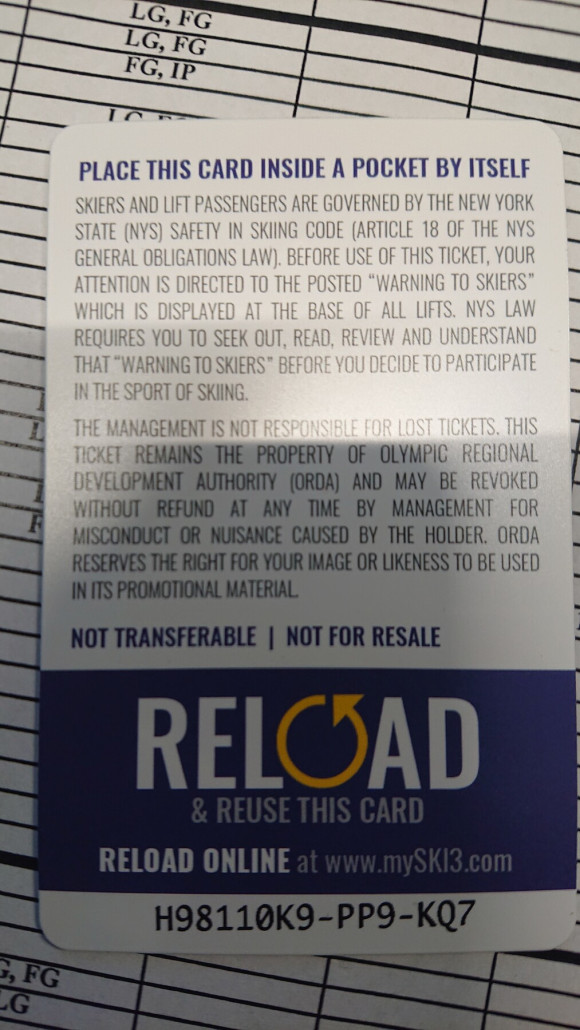 LG, FG
LG, FG
FG, IP
PLACE THIS CARD INSIDE A POCKET BY ITSELF
SKIERS AND LIFT PASSENGERS ARE GOVERNED BY THE NEW YORK
STATE (NYS) SAFETY IN SKIING CODE (ARTICLE 18 OF THE NYS
GENERAL OBLIGATIONS LAW). BEFORE USE OF THIS TICKET, YOUR
ATTENTION IS DIRECTED TO THE POSTED “WARNING TO SKIERS”
WHICH IS DISPLAYED AT THE BASE OF ALL LIFTS. NYS LAW
REQUIRES YOU TO SEEK OUT, READ, REVIEW AND UNDERSTAND
THAT “WARNING TO SKIERS” BEFORE YOU DECIDE TO PARTICIPATE
IN THE SPORT OF SKIING.
THE MANAGEMENT IS NOT RESPONSIBLE FOR LOST TICKETS. THIS
TICKET REMAINS THE PROPERTY OF OLYMPIC REGIONAL
DEVELOPMENT AUTHORITY (ORDA) AND MAY BE REVOKED
WITHOUT REFUND AT ANY TIME BY MANAGEMENT FOR
MISCONDUCT OR NUISANCE CAUSED BY THE HOLDER. ORDA
RESERVES THE RIGHT FOR YOUR IMAGE OR LIKENESS TO BE USED
IN ITS PROMOTIONAL MATERIAL.
NOT TRANSFERABLE | NOT FOR RESALE
RELOAD
& REUSE THIS CARD
RELOAD ONLINE at www.mySKI3.com
H98110K9-PP9-KQ7
FG
LG